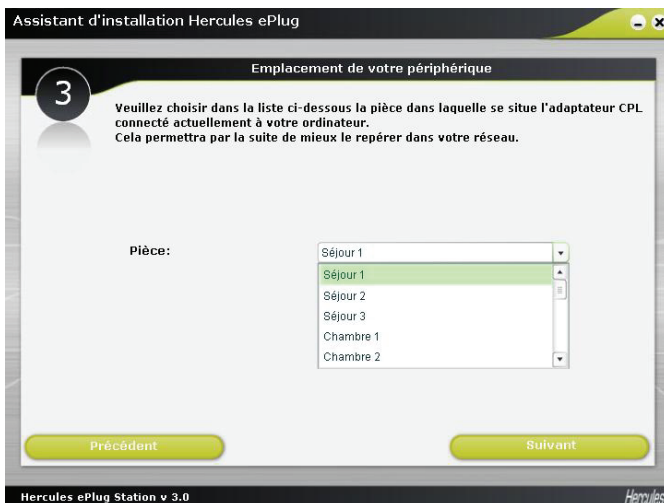 Assistant d'installation Hercules ePlug
Emplacement de votre périphérique
3
Veuillez choisir dans la liste ci-dessous la pièce dans laquelle se situe l'adaptateur CPL
connecté actuellement à votre ordinateur.
Cela permettra par la suite de mieux le repérer dans votre réseau.
Pièce:
Séjour 1
Séjour 1
Séjour 2
Séjour 3
Chambre 1
Chambre 2
Précédent
Suivant
Hercules ePlug Station v 3.0
Hercules